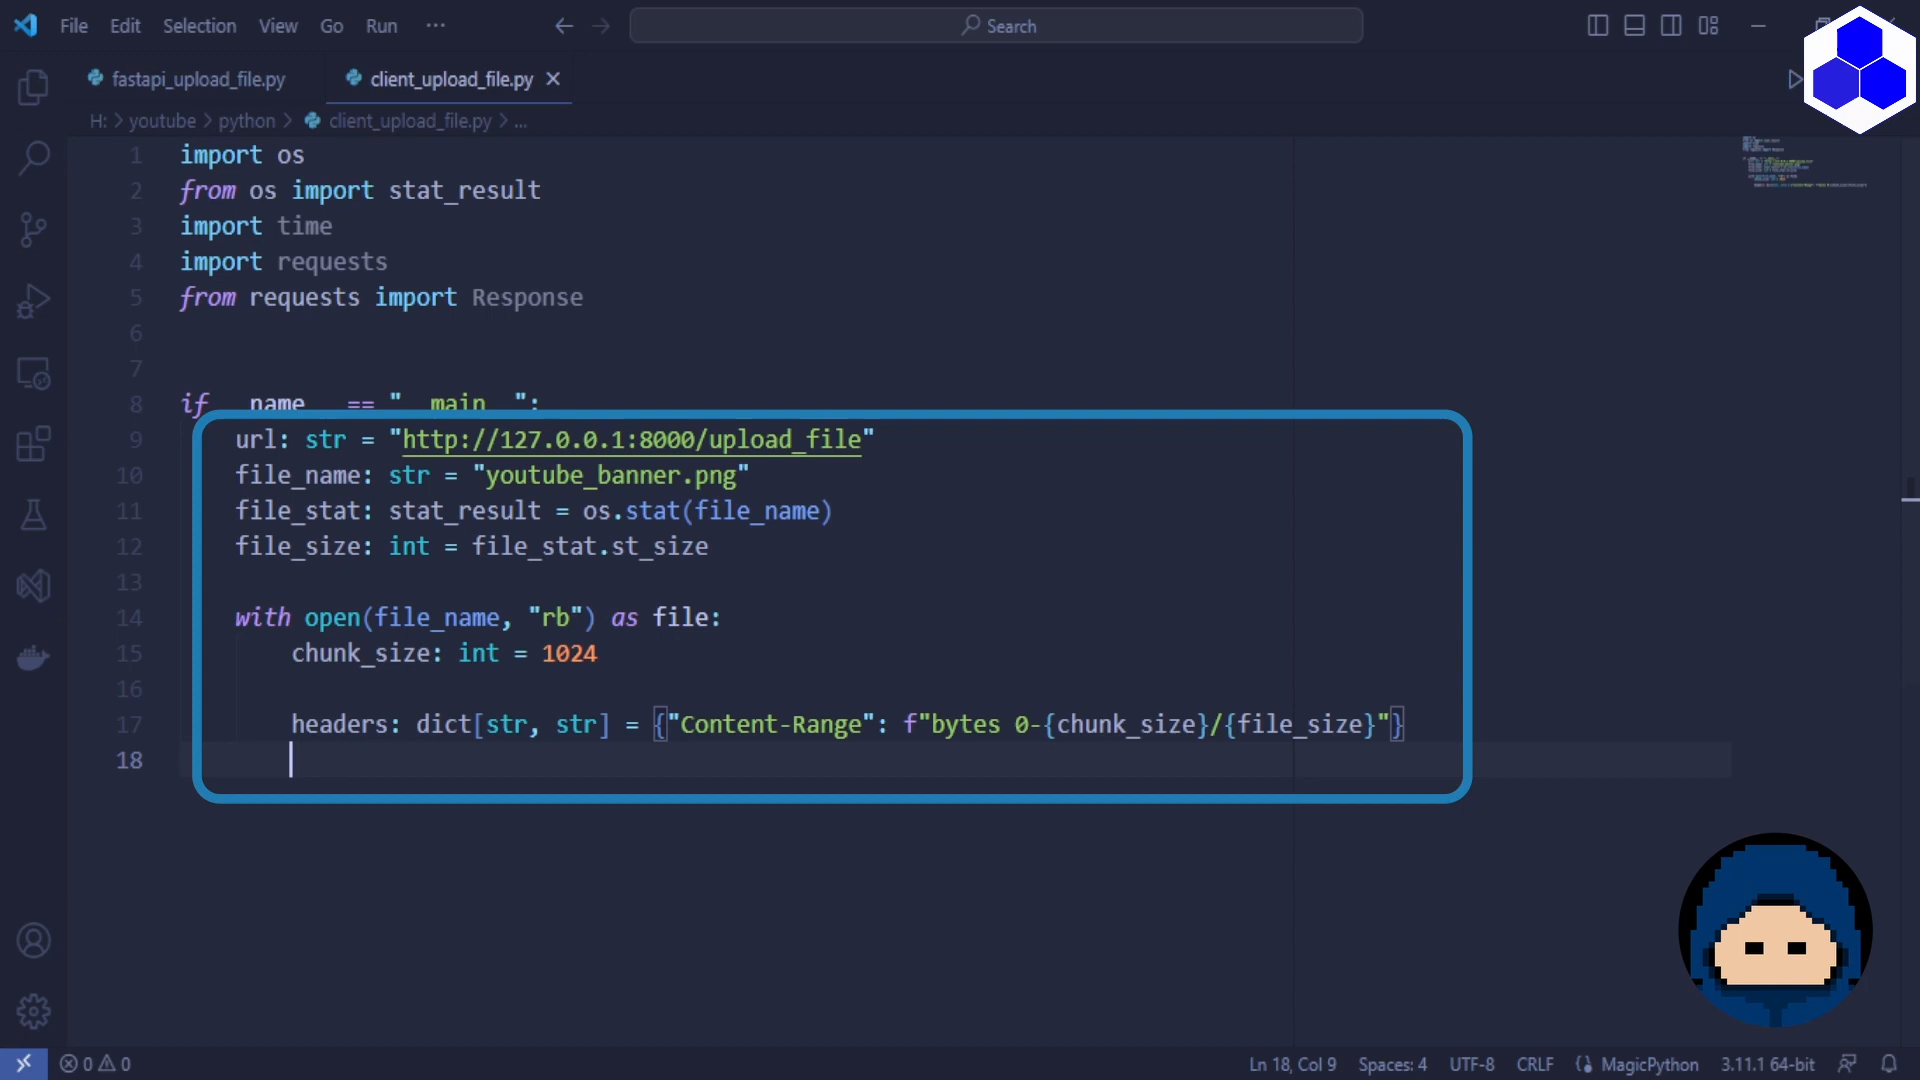 File Edit Selection View Go Run ··· Search
fastapi_upload_file.py client_upload_file.py
H: > youtube > python > client_upload_file.py > ...
1 import os
2 from os import stat_result
3 import time
4 import requests
5 from requests import Response
6
7
8 if __name__ == "__main__":
9 url: str = "http://127.0.0.1:8000/upload_file"
10 file_name: str = "youtube_banner.png"
11 file_stat: stat_result = os.stat(file_name)
12 file_size: int = file_stat.st_size
13
14 with open(file_name, "rb") as file:
15 chunk_size: int = 1024
16
17 headers: dict[str, str] = {"Content-Range": f"bytes 0-{chunk_size}/{file_size}"}
18
0 0 Ln 18, Col 9 Spaces: 4 UTF-8 CRLF MagicPython 3.11.1 64-bit